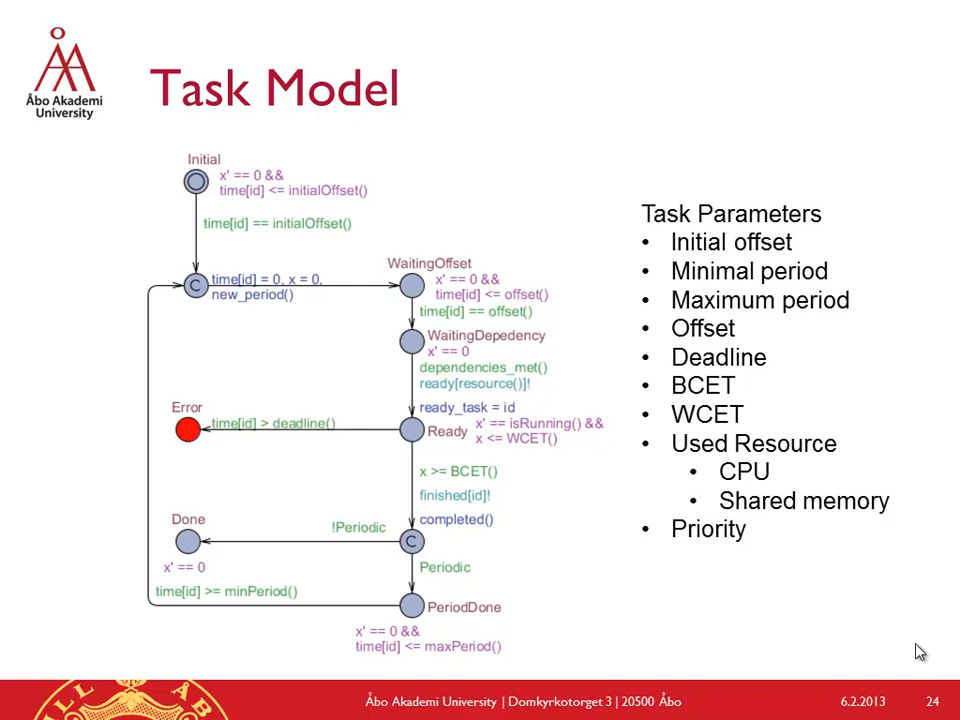 Åbo Akademi
University
Task Model
Initial
x' == 0 &&
time[id] <= initialOffset()
time[id] == initialOffset()
C
time[id] = 0, x = 0,
new_period()
WaitingOffset
x' == 0 &&
time[id] <= offset()
time[id] == offset()
WaitingDepedency
x' == 0
dependencies_met()
ready[resource()]!
ready_task = id
Error
time[id] > deadline()
Ready
x' == isRunning() &&
x <= WCET()
x >= BCET()
finished[id]!
completed()
Done
!Periodic
C
x' == 0
Periodic
time[id] >= minPeriod()
PeriodDone
x' == 0 &&
time[id] <= maxPeriod()
Task Parameters
• Initial offset
• Minimal period
• Maximum period
• Offset
• Deadline
• BCET
• WCET
• Used Resource
• CPU
• Shared memory
• Priority
Åbo Akademi University | Domkyrkotorget 3 | 20500 Åbo
6.2.2013
24